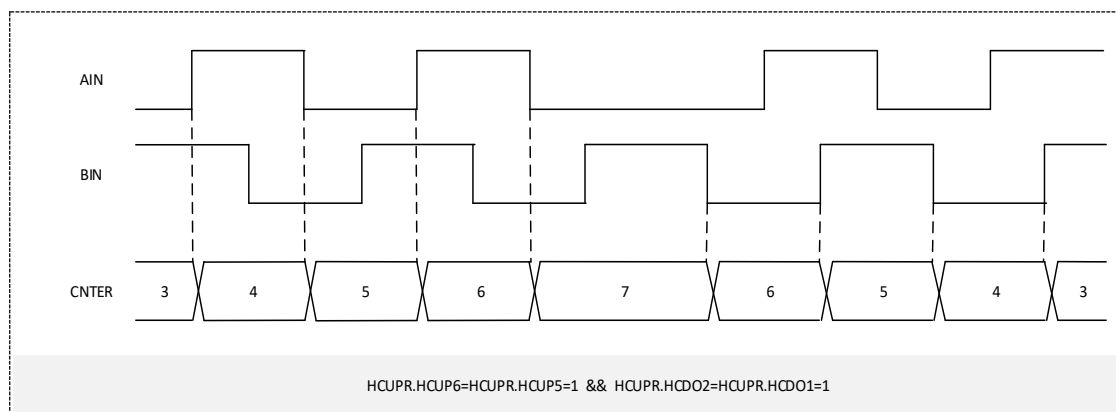 AIN
BIN
CNTER 3 4 5 6 7 6 5 4 3
HCUPR.HCUP6=HCUPR.HCUP5=1 && HCUPR.HCDO2=HCUPR.HCDO1=1